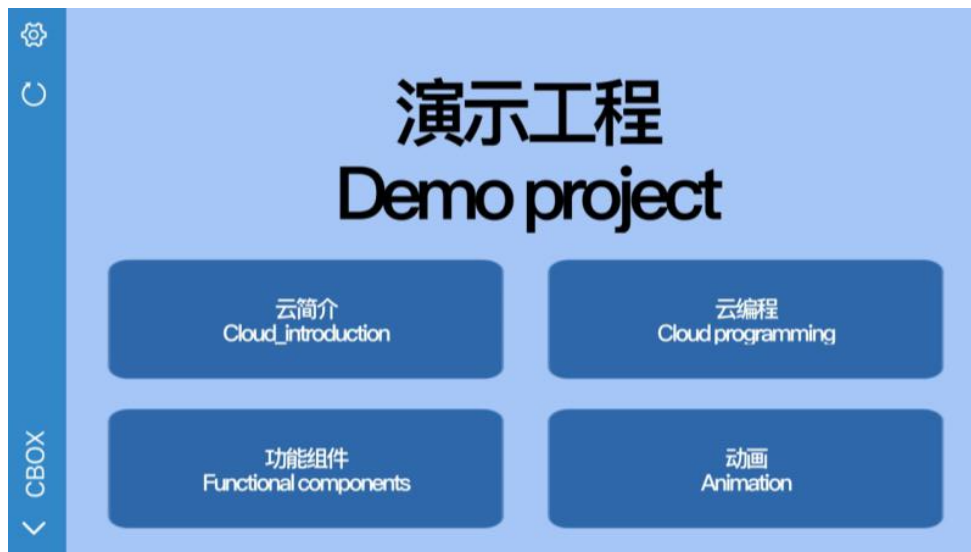 演示工程
Demo project
云简介
Cloud_introduction
云编程
Cloud programming
功能组件
Functional components
动画
Animation
CBOX